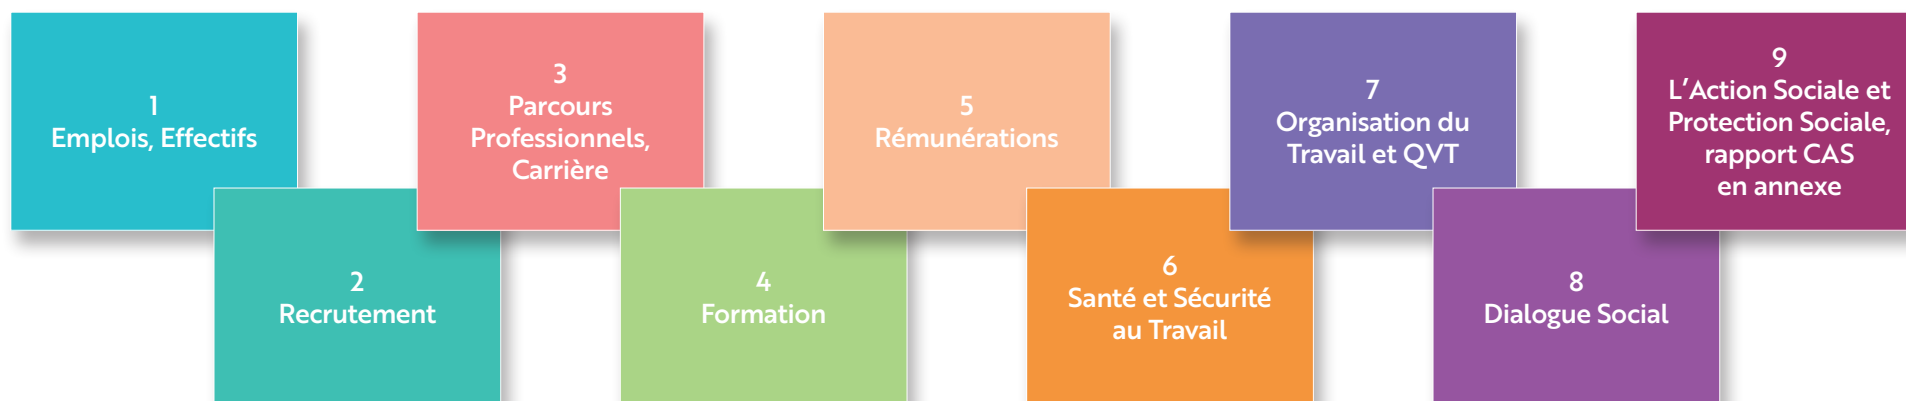 1
Emplois, Effectifs
2
Recrutement
3
Parcours
Professionnels,
Carrière
4
Formation
5
Rémunérations
6
Santé et Sécurité
au Travail
7
Organisation du
Travail et QVT
8
Dialogue Social
9
L'Action Sociale et
Protection Sociale,
rapport CAS
en annexe